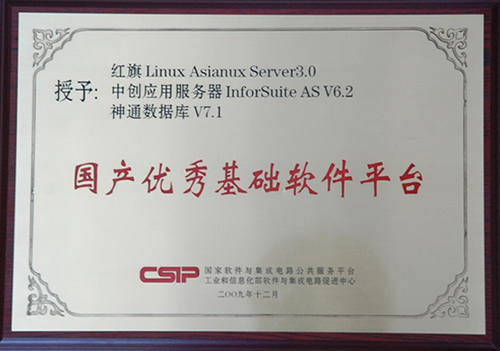 红旗 Linux Asianux Server3.0
授予: 中创应用服务器 InforSuite AS V6.2
神通数据库 V7.1
国产优秀基础软件平台
CSIP 国家软件与集成电路公共服务平台
工业和信息化部软件与集成电路促进中心
二〇〇九年十二月